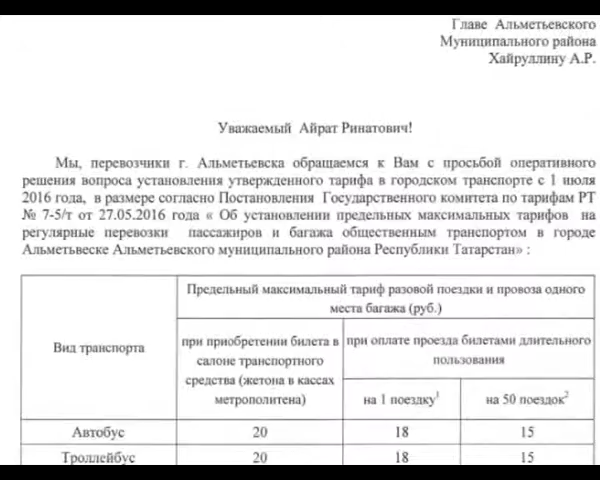 Главе Альметьевского
Муниципального района
Хайруллину А.Р.
Уважаемый Айрат Ринатович!
Мы, перевозчики г. Альметьевска обращаемся к Вам с просьбой оперативного
решения вопроса установления утвержденного тарифа в городском транспорте с 1 июля
2016 года, в размере согласно Постановления Государственного комитета по тарифам РТ
№ 7-5/т от 27.05.2016 года « Об установлении предельных максимальных тарифов на
регулярные перевозки пассажиров и багажа общественным транспортом в городе
Альметьвеске Альметьевского муниципального района Республики Татарстан» :
Вид транспорта
Предельный максимальный тариф разовой поездки и провоза одного
места багажа (руб.)
при приобретении билета в
салоне транспортного
средства (жетона в кассах
метрополитена)
при оплате проезда билетами длительного
пользования
на 1 поездку¹
на 50 поездок²
Автобус 20 18 15
Троллейбус 20 18 15